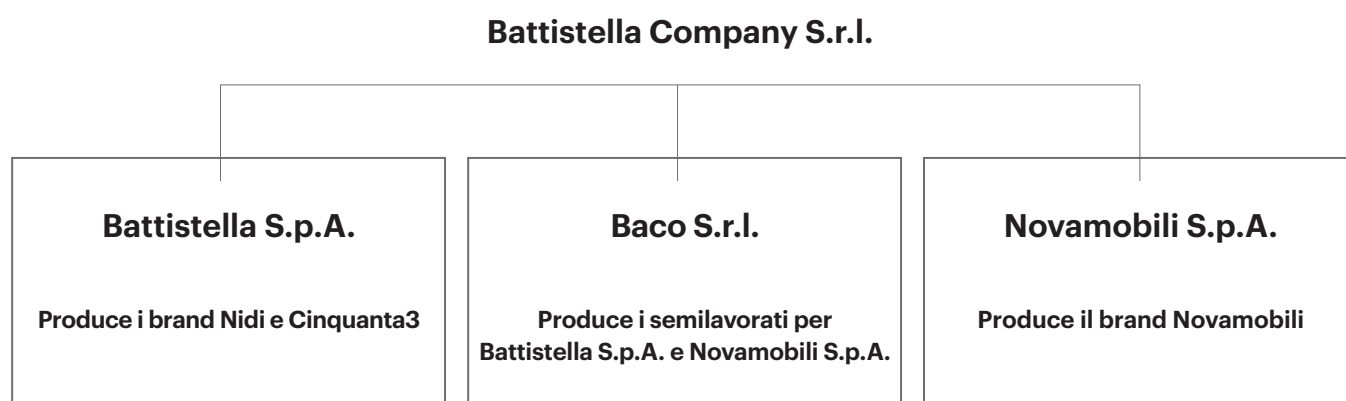 Battistella Company S.r.l.
Battistella S.p.A.
Produce i brand Nidi e Cinquanta3
Baco S.r.l.
Produce i semilavorati per
Battistella S.p.A. e Novamobili S.p.A.
Novamobili S.p.A.
Produce il brand Novamobili